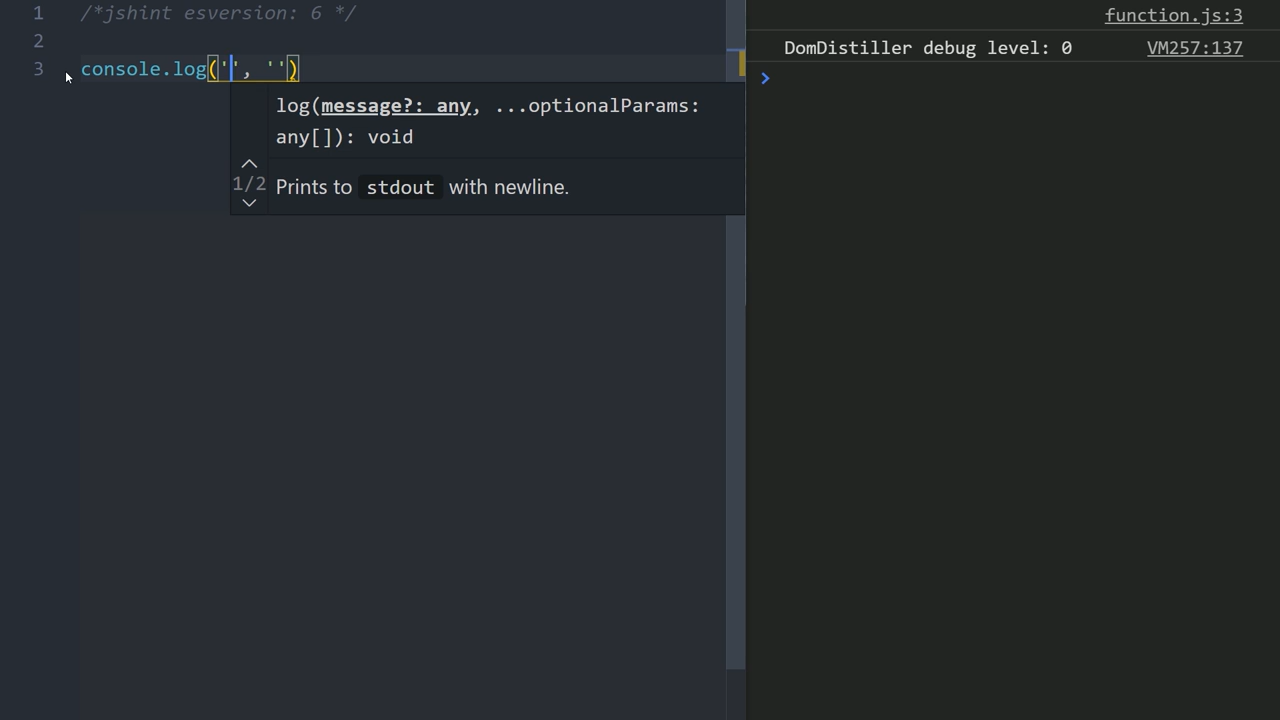 1 /*jshint esversion: 6 */
2
3 console.log('', '')
log(message?: any, ...optionalParams:
any[]): void
1/2 Prints to stdout with newline.
function.js:3
DomDistiller debug level: 0 VM257:137
>